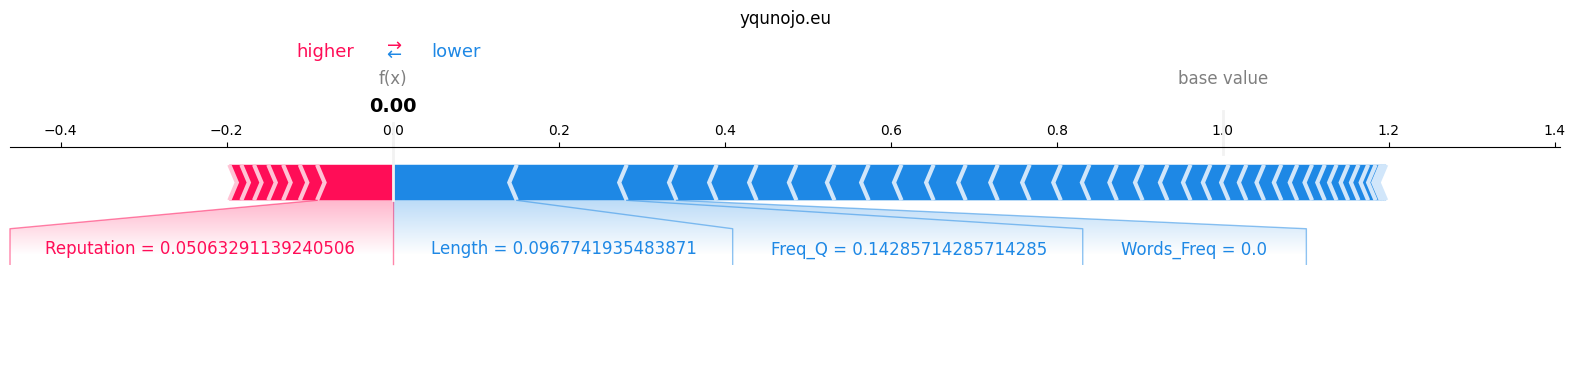 yqunojo.eu
higher ⇄ lower
f(x) base value
0.00
−0.4 −0.2 0.0 0.2 0.4 0.6 0.8 1.0 1.2 1.4
Reputation = 0.05063291139240506 Length = 0.0967741935483871 Freq_Q = 0.14285714285714285 Words_Freq = 0.0